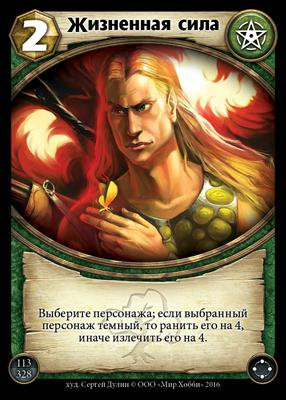 2 Жизненная сила
Выберите персонажа; если выбранный
персонаж темный, то ранить его на 4,
иначе излечить его на 4.
113
328
худ. Сергей Дулин © ООО «Мир Хобби» 2016